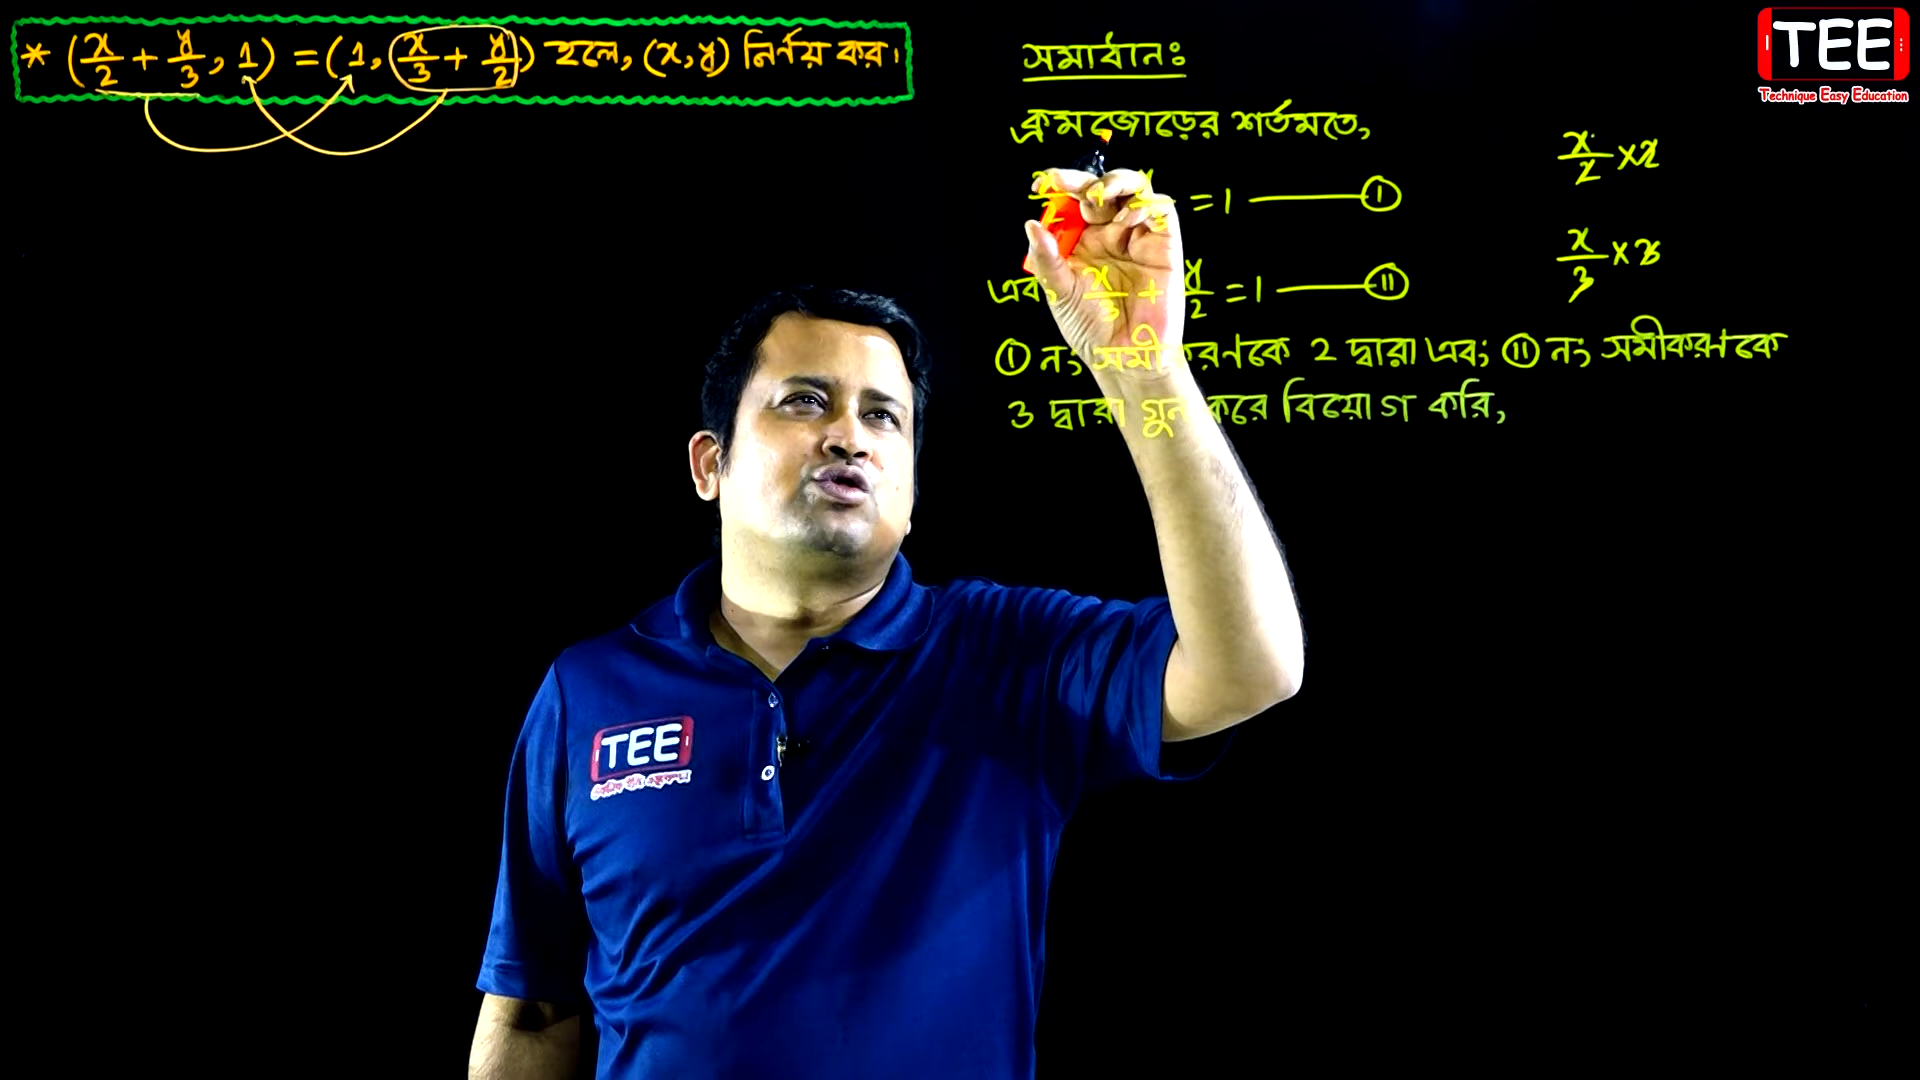 * (x/2 + y/3, 1) = (1, x/3 + y/2) হলে, (x, y) নির্ণয় কর।
সমাধানঃ
ক্রমজোড়ের শর্তমতে,
x/2 + y/3 = 1 ——— (I)
এবং x/3 + y/2 = 1 ——— (II)
(I) নং সমীকরণকে 2 দ্বারা এবং (II) নং সমীকরণকে
3 দ্বারা গুন করে বিয়োগ করি,
x/2 × 2
x/3 × 3
TEE
Technique Easy Education
TEE